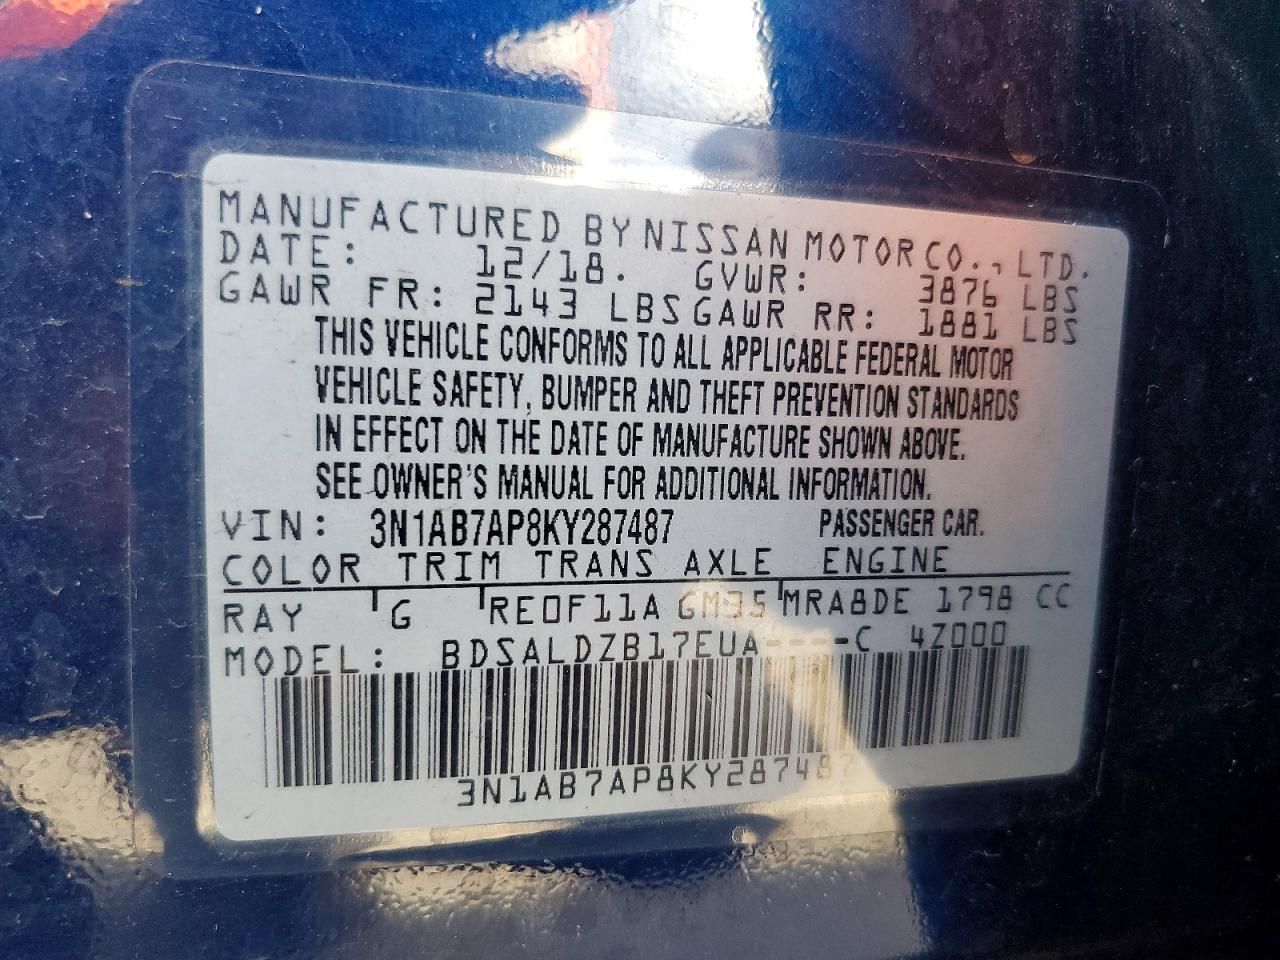 MANUFACTURED BY NISSAN MOTOR CO., LTD.
DATE: 12/18. GVWR: 3876 LBS
GAWR FR: 2143 LBS GAWR RR: 1881 LBS
THIS VEHICLE CONFORMS TO ALL APPLICABLE FEDERAL MOTOR
VEHICLE SAFETY, BUMPER AND THEFT PREVENTION STANDARDS
IN EFFECT ON THE DATE OF MANUFACTURE SHOWN ABOVE.
SEE OWNER'S MANUAL FOR ADDITIONAL INFORMATION.
VIN: 3N1AB7AP8KY287487 PASSENGER CAR.
COLOR TRIM TRANS AXLE ENGINE
RAY G RE0F11A GM35 MRA8DE 1798 CC
MODEL: BDSALDZB17EUA----C 4Z000
3N1AB7AP8KY287487